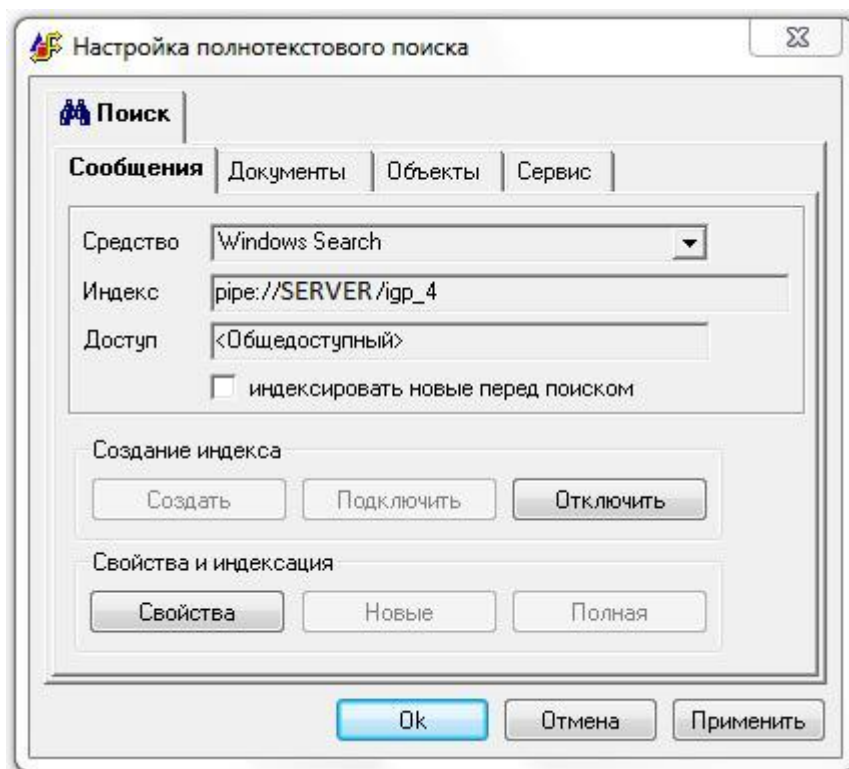 Настройка полнотекстового поиска
Поиск
Сообщения Документы Объекты Сервис
Средство Windows Search
Индекс pipe://SERVER/igp_4
Доступ <Общедоступный>
индексировать новые перед поиском
Создание индекса
Создать Подключить Отключить
Свойства и индексация
Свойства Новые Полная
Ok Отмена Применить